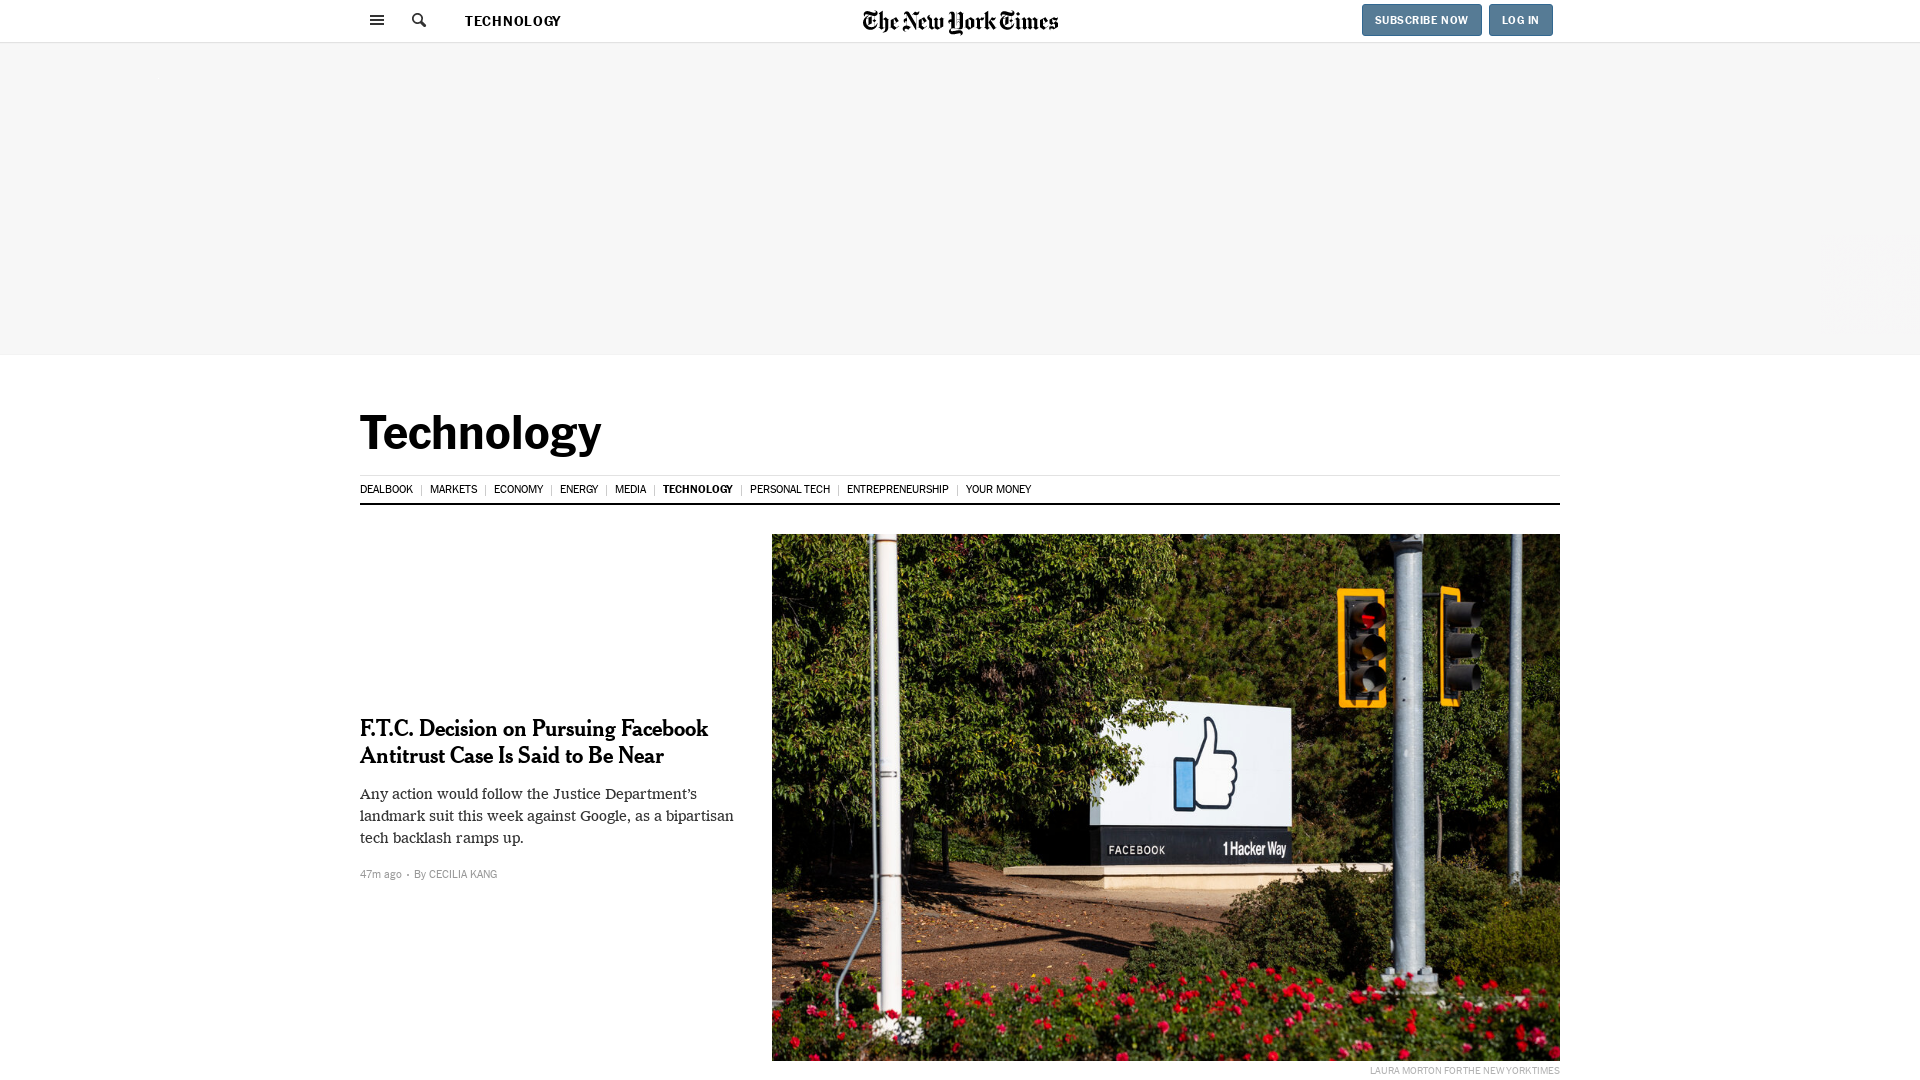 TECHNOLOGY
The New York Times
SUBSCRIBE NOW
LOG IN
Technology
DEALBOOK
MARKETS
ECONOMY
ENERGY
MEDIA
TECHNOLOGY
PERSONAL TECH
ENTREPRENEURSHIP
YOUR MONEY
F.T.C. Decision on Pursuing Facebook
Antitrust Case Is Said to Be Near
Any action would follow the Justice Department’s
landmark suit this week against Google, as a bipartisan
tech backlash ramps up.
47m ago • By CECILIA KANG
FACEBOOK 1 Hacker Way
LAURA MORTON FOR THE NEW YORK TIMES